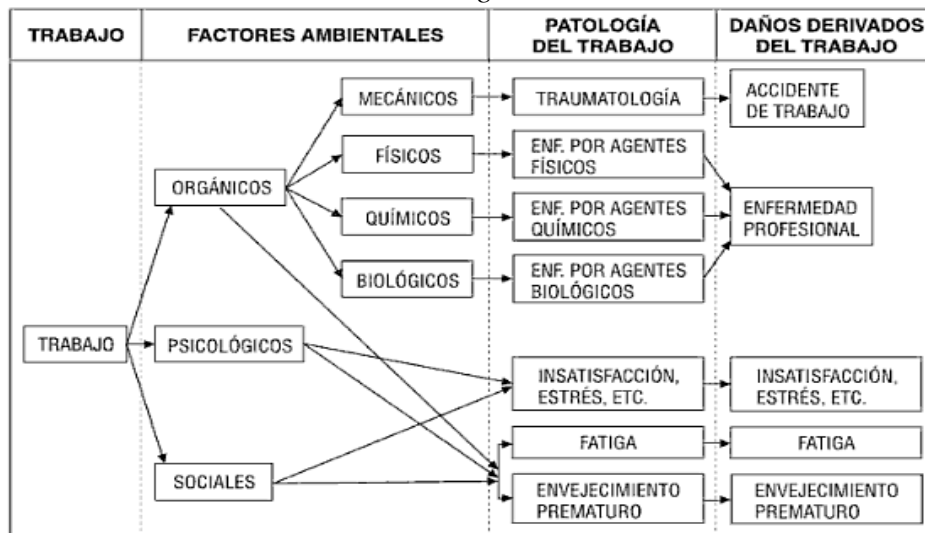 TRABAJO
FACTORES AMBIENTALES
PATOLOGÍA
DEL TRABAJO
DAÑOS DERIVADOS
DEL TRABAJO
MECÁNICOS
TRAUMATOLOGÍA
ACCIDENTE
DE TRABAJO
FÍSICOS
ENF. POR AGENTES
FÍSICOS
ORGÁNICOS
QUÍMICOS
ENF. POR AGENTES
QUÍMICOS
ENFERMEDAD
PROFESIONAL
BIOLÓGICOS
ENF. POR AGENTES
BIOLÓGICOS
TRABAJO
PSICOLÓGICOS
INSATISFACCIÓN,
ESTRÉS, ETC.
INSATISFACCIÓN,
ESTRÉS, ETC.
FATIGA
FATIGA
SOCIALES
ENVEJECIMIENTO
PREMATURO
ENVEJECIMIENTO
PREMATURO